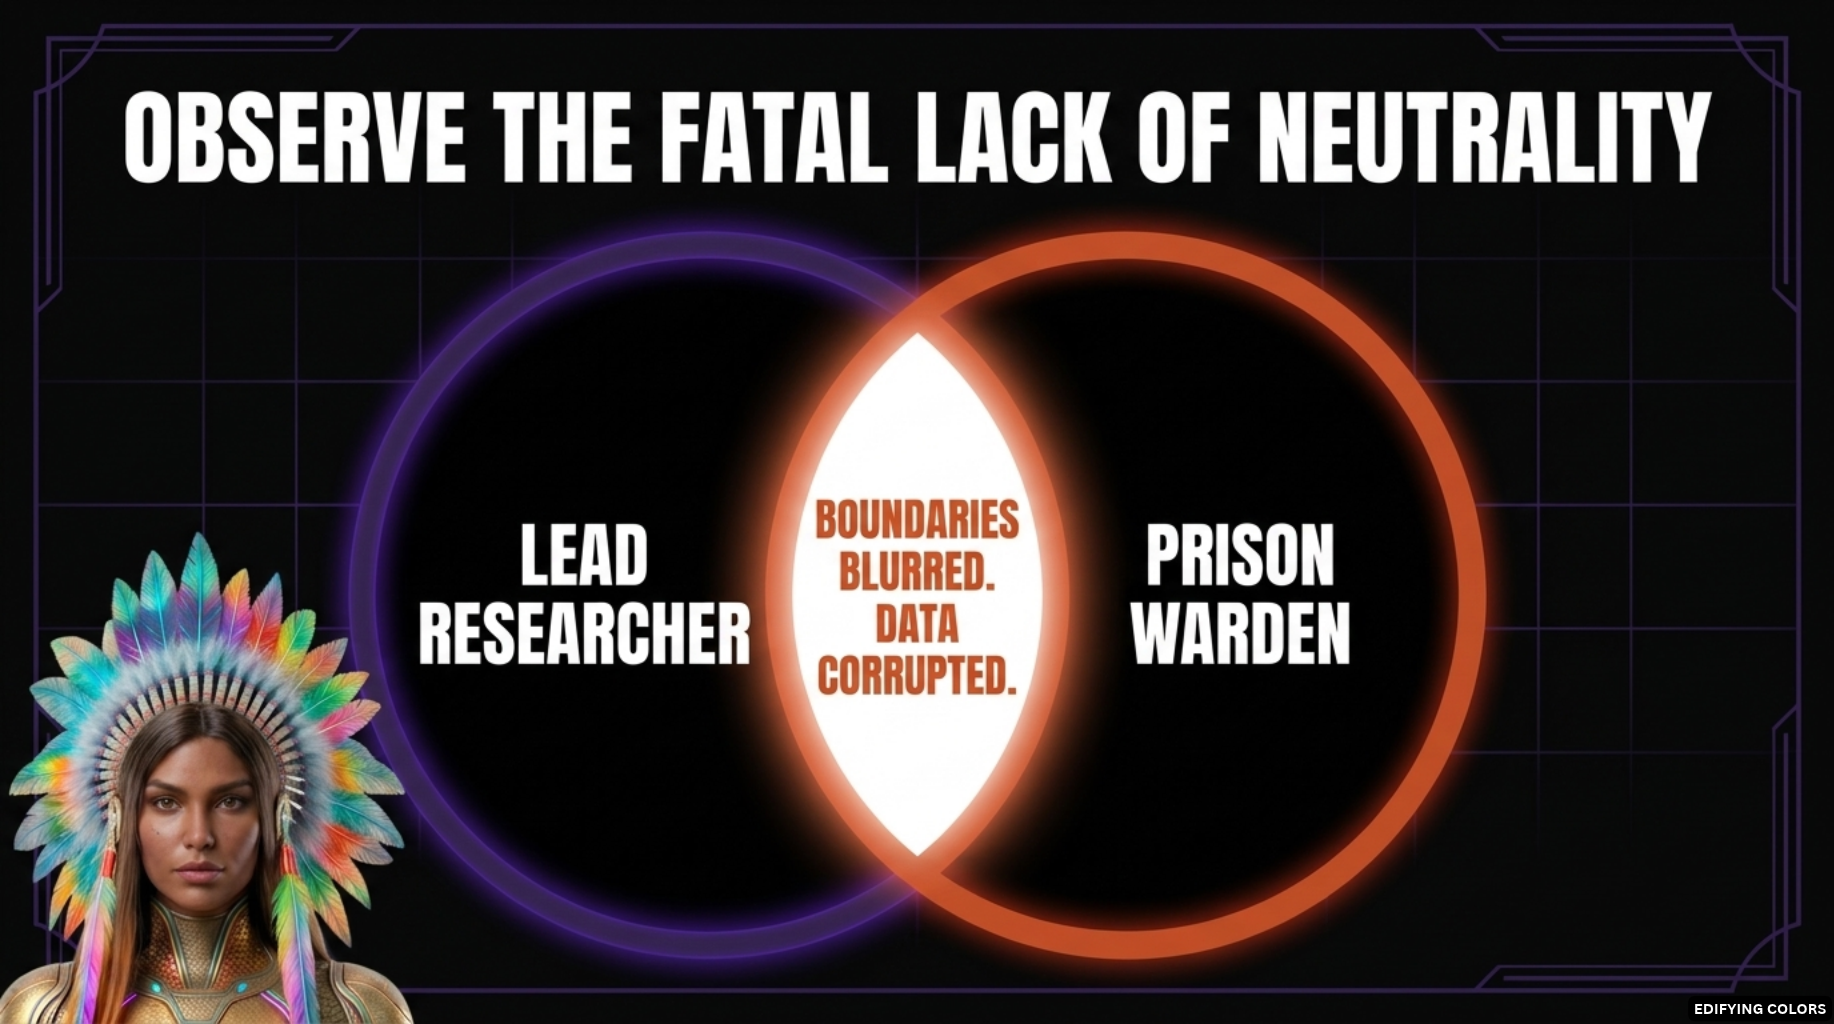 OBSERVE THE FATAL LACK OF NEUTRALITY
LEAD
RESEARCHER
BOUNDARIES
BLURRED.
DATA
CORRUPTED.
PRISON
WARDEN
EDIFYING COLORS